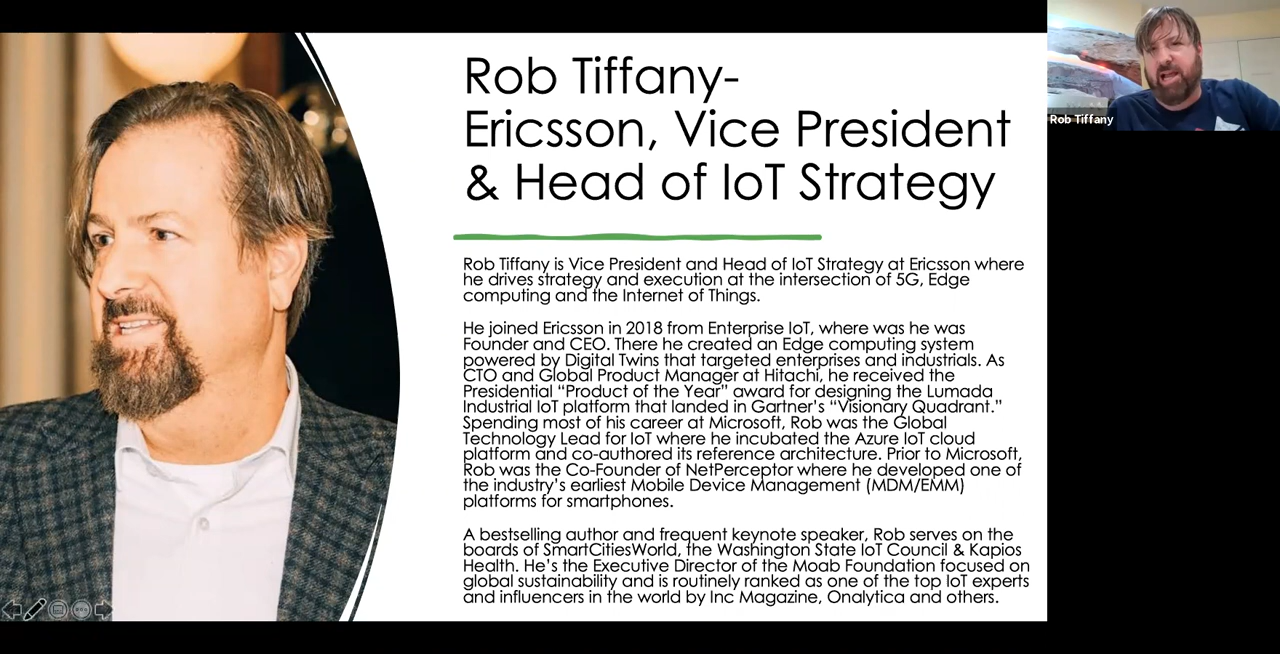 Rob Tiffany-
Ericsson, Vice President
& Head of IoT Strategy
Rob Tiffany is Vice President and Head of IoT Strategy at Ericsson where
he drives strategy and execution at the intersection of 5G, Edge
computing and the Internet of Things.
He joined Ericsson in 2018 from Enterprise IoT, where was he was
Founder and CEO. There he created an Edge computing system
powered by Digital Twins that targeted enterprises and industrials. As
CTO and Global Product Manager at Hitachi, he received the
Presidential “Product of the Year” award for designing the Lumada
Industrial IoT platform that landed in Gartner’s “Visionary Quadrant.”
Spending most of his career at Microsoft, Rob was the Global
Technology Lead for IoT where he incubated the Azure IoT cloud
platform and co-authored its reference architecture. Prior to Microsoft,
Rob was the Co-Founder of NetPerceptor where he developed one of
the industry’s earliest Mobile Device Management (MDM/EMM)
platforms for smartphones.
A bestselling author and frequent keynote speaker, Rob serves on the
boards of SmartCitiesWorld, the Washington State IoT Council & Kapios
Health. He’s the Executive Director of the Moab Foundation focused on
global sustainability and is routinely ranked as one of the top IoT experts
and influencers in the world by Inc Magazine, Onalytica and others.
Rob Tiffany